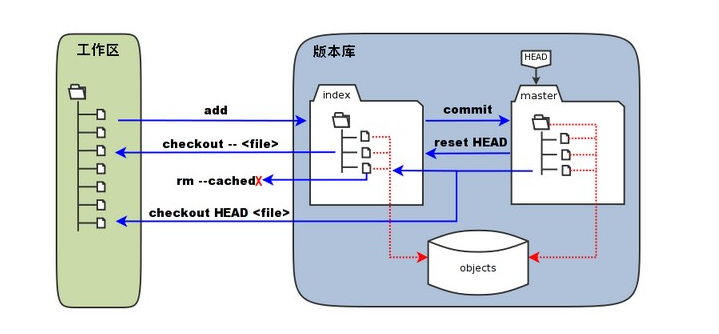 工作区
版本库
HEAD
index
master
add
commit
checkout -- <file>
reset HEAD
rm --cached
X
checkout HEAD <file>
objects